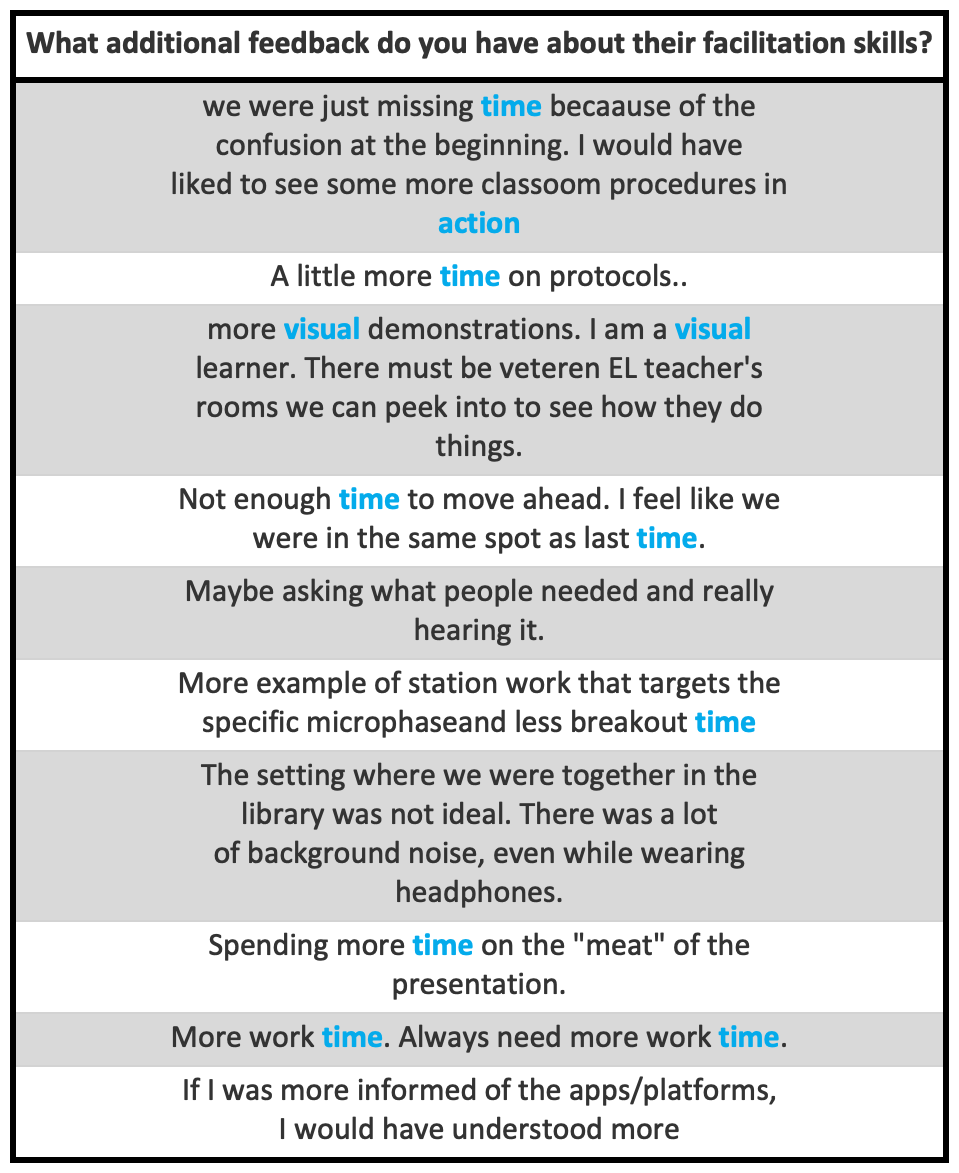 What additional feedback do you have about their facilitation skills?
we were just missing time becaause of the
confusion at the beginning. I would have
liked to see some more classoom procedures in
action
A little more time on protocols..
more visual demonstrations. I am a visual
learner. There must be veteren EL teacher's
rooms we can peek into to see how they do
things.
Not enough time to move ahead. I feel like we
were in the same spot as last time.
Maybe asking what people needed and really
hearing it.
More example of station work that targets the
specific microphaseand less breakout time
The setting where we were together in the
library was not ideal. There was a lot
of background noise, even while wearing
headphones.
Spending more time on the "meat" of the
presentation.
More work time. Always need more work time.
If I was more informed of the apps/platforms,
I would have understood more